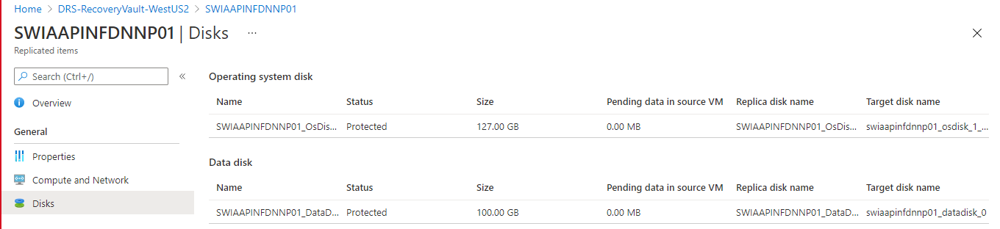 Home > DRS-RecoveryVault-WestUS2 > SWIAAPINFDNNP01
SWIAAPINFDNNP01 | Disks ...
Replicated items
Search (Ctrl+/) «
Overview
General
Properties
Compute and Network
Disks
Operating system disk
Name Status Size Pending data in source VM Replica disk name Target disk name
SWIAAPINFDNNP01_OsDis... Protected 127.00 GB 0.00 MB SWIAAPINFDNNP01_OsDis... swiaapinfdnnp01_osdisk_1_...
Data disk
Name Status Size Pending data in source VM Replica disk name Target disk name
SWIAAPINFDNNP01_DataD... Protected 100.00 GB 0.00 MB SWIAAPINFDNNP01_DataD... swiaapinfdnnp01_datadisk_0